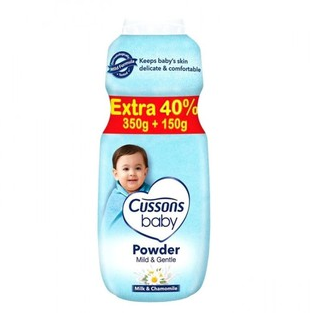 Keeps baby's skin
delicate & comfortable
Extra 40%
350g + 150g
Cussons
baby
Powder
Mild & Gentle
Milk & Chamomile